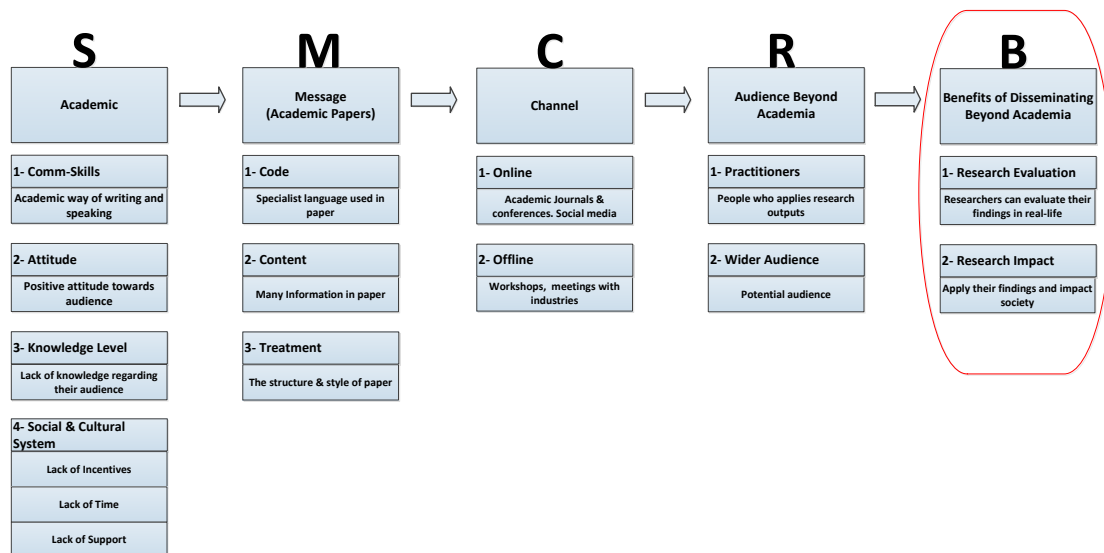 S
Academic
1- Comm-Skills
Academic way of writing and
speaking
2- Attitude
Positive attitude towards
audience
3- Knowledge Level
Lack of knowledge regarding
their audience
4- Social & Cultural
System
Lack of Incentives
Lack of Time
Lack of Support
M
Message
(Academic Papers)
1- Code
Specialist language used in
paper
2- Content
Many Information in paper
3- Treatment
The structure & style of paper
C
Channel
1- Online
Academic Journals &
conferences. Social media
2- Offline
Workshops, meetings with
industries
R
Audience Beyond
Academia
1- Practitioners
People who applies research
outputs
2- Wider Audience
Potential audience
B
Benefits of Disseminating
Beyond Academia
1- Research Evaluation
Researchers can evaluate their
findings in real-life
2- Research Impact
Apply their findings and impact
society